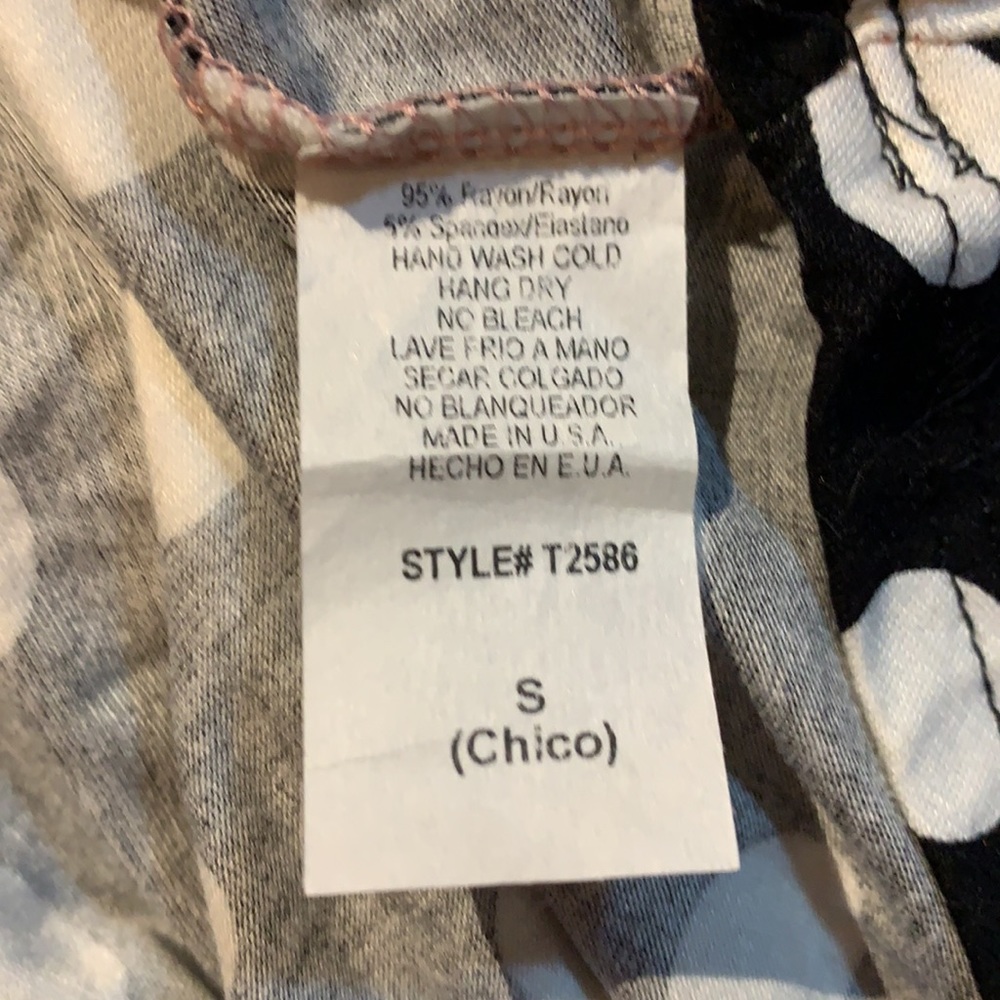 95% Rayon/Rayon
5% Spandex/Elastano
HAND WASH COLD
HANG DRY
NO BLEACH
LAVE FRIO A MANO
SECAR COLGADO
NO BLANQUEADOR
MADE IN U.S.A.
HECHO EN E.U.A.
STYLE# T2586
S
(Chico)